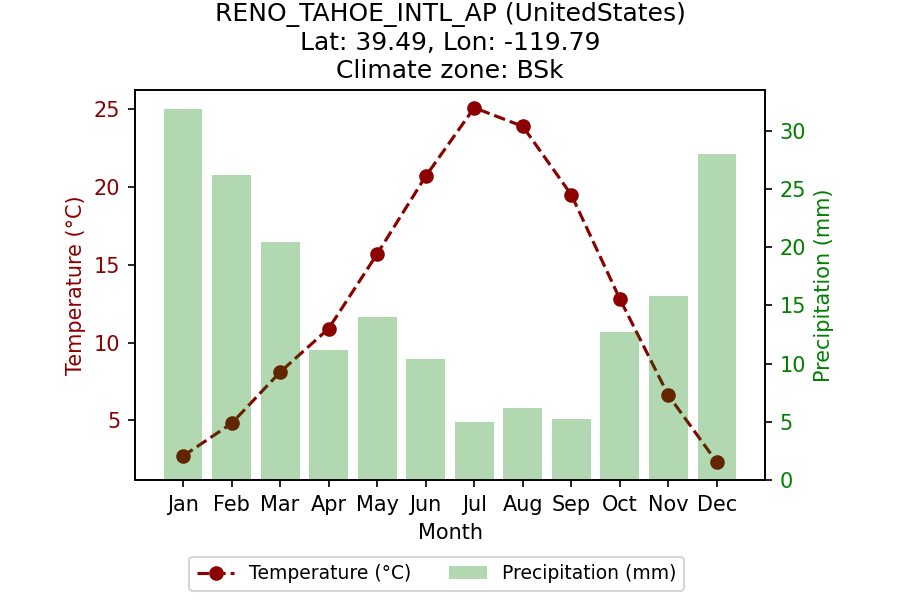 RENO_TAHOE_INTL_AP (UnitedStates)
Lat: 39.49, Lon: -119.79
Climate zone: BSk
25
20
15
10
5
Temperature (°C)
30
25
20
15
10
5
0
Precipitation (mm)
Jan Feb Mar Apr May Jun Jul Aug Sep Oct Nov Dec
Month
Temperature (°C) Precipitation (mm)